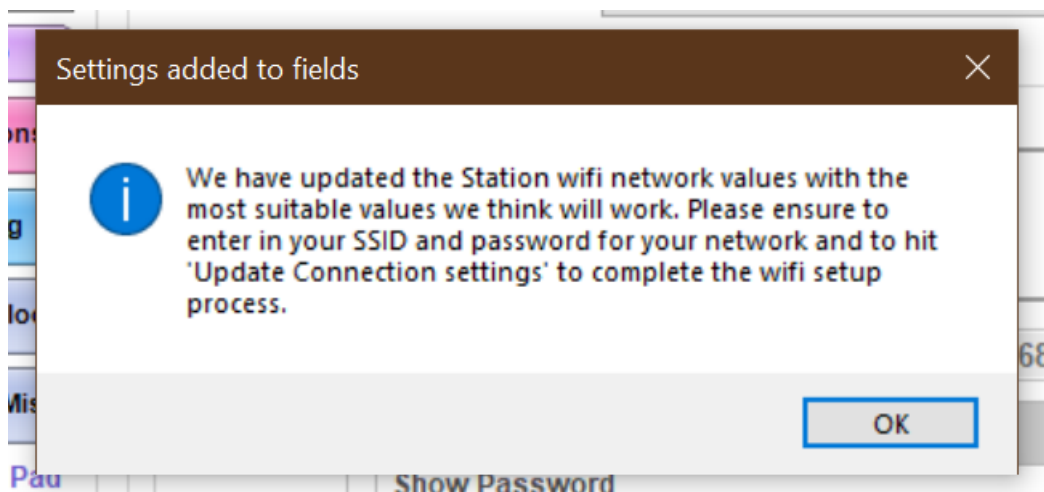 Settings added to fields
We have updated the Station wifi network values with the
most suitable values we think will work. Please ensure to
enter in your SSID and password for your network and to hit
'Update Connection settings' to complete the wifi setup
process.
68
OK
Pad
Show Password